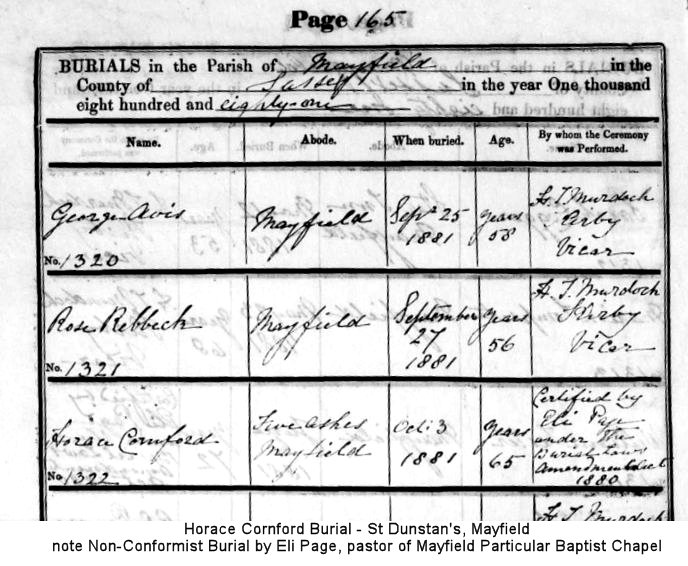 Page 165
BURIALS in the Parish of Mayfield in the
County of Sussex in the year One thousand
eight hundred and eighty-one
Name. Abode. When buried. Age. By whom the Ceremony was Performed.
George Avis Mayfield Sept 25 1881 years 58 H. T. Murdoch Kirby Vicar
No. 1320
Rose Rebbeck Mayfield September 27 1881 years 56 H. T. Murdoch Kirby Vicar
No. 1321
Horace Cornford Five Ashes Mayfield Oct: 3 1881 years 65 Certified by Eli Page under the Burial Laws Amendment Act 1880
No. 1322
H. T. Murdoch
Horace Cornford Burial - St Dunstan's, Mayfield
note Non-Conformist Burial by Eli Page, pastor of Mayfield Particular Baptist Chapel